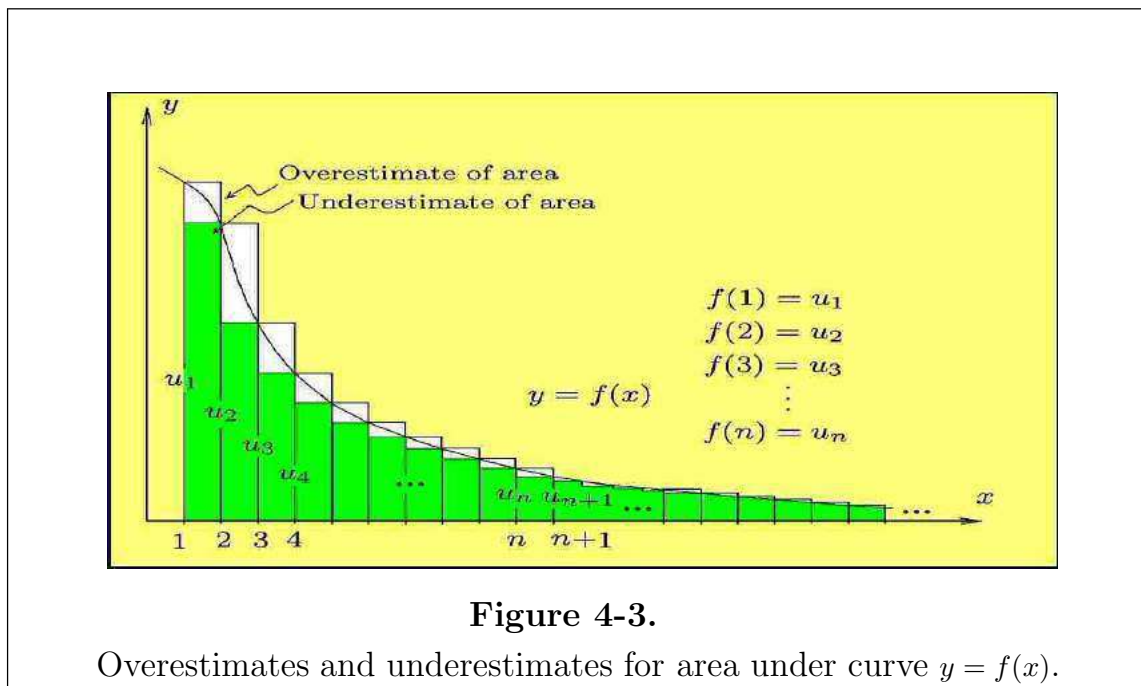 y
Overestimate of area
Underestimate of area
f(1) = u₁
f(2) = u₂
f(3) = u₃
⋮
f(n) = uₙ
y = f(x)
u₁
u₂
u₃
u₄
...
uₙ uₙ₊₁ ...
x
...
1 2 3 4 n n+1
Figure 4-3.
Overestimates and underestimates for area under curve y = f(x).